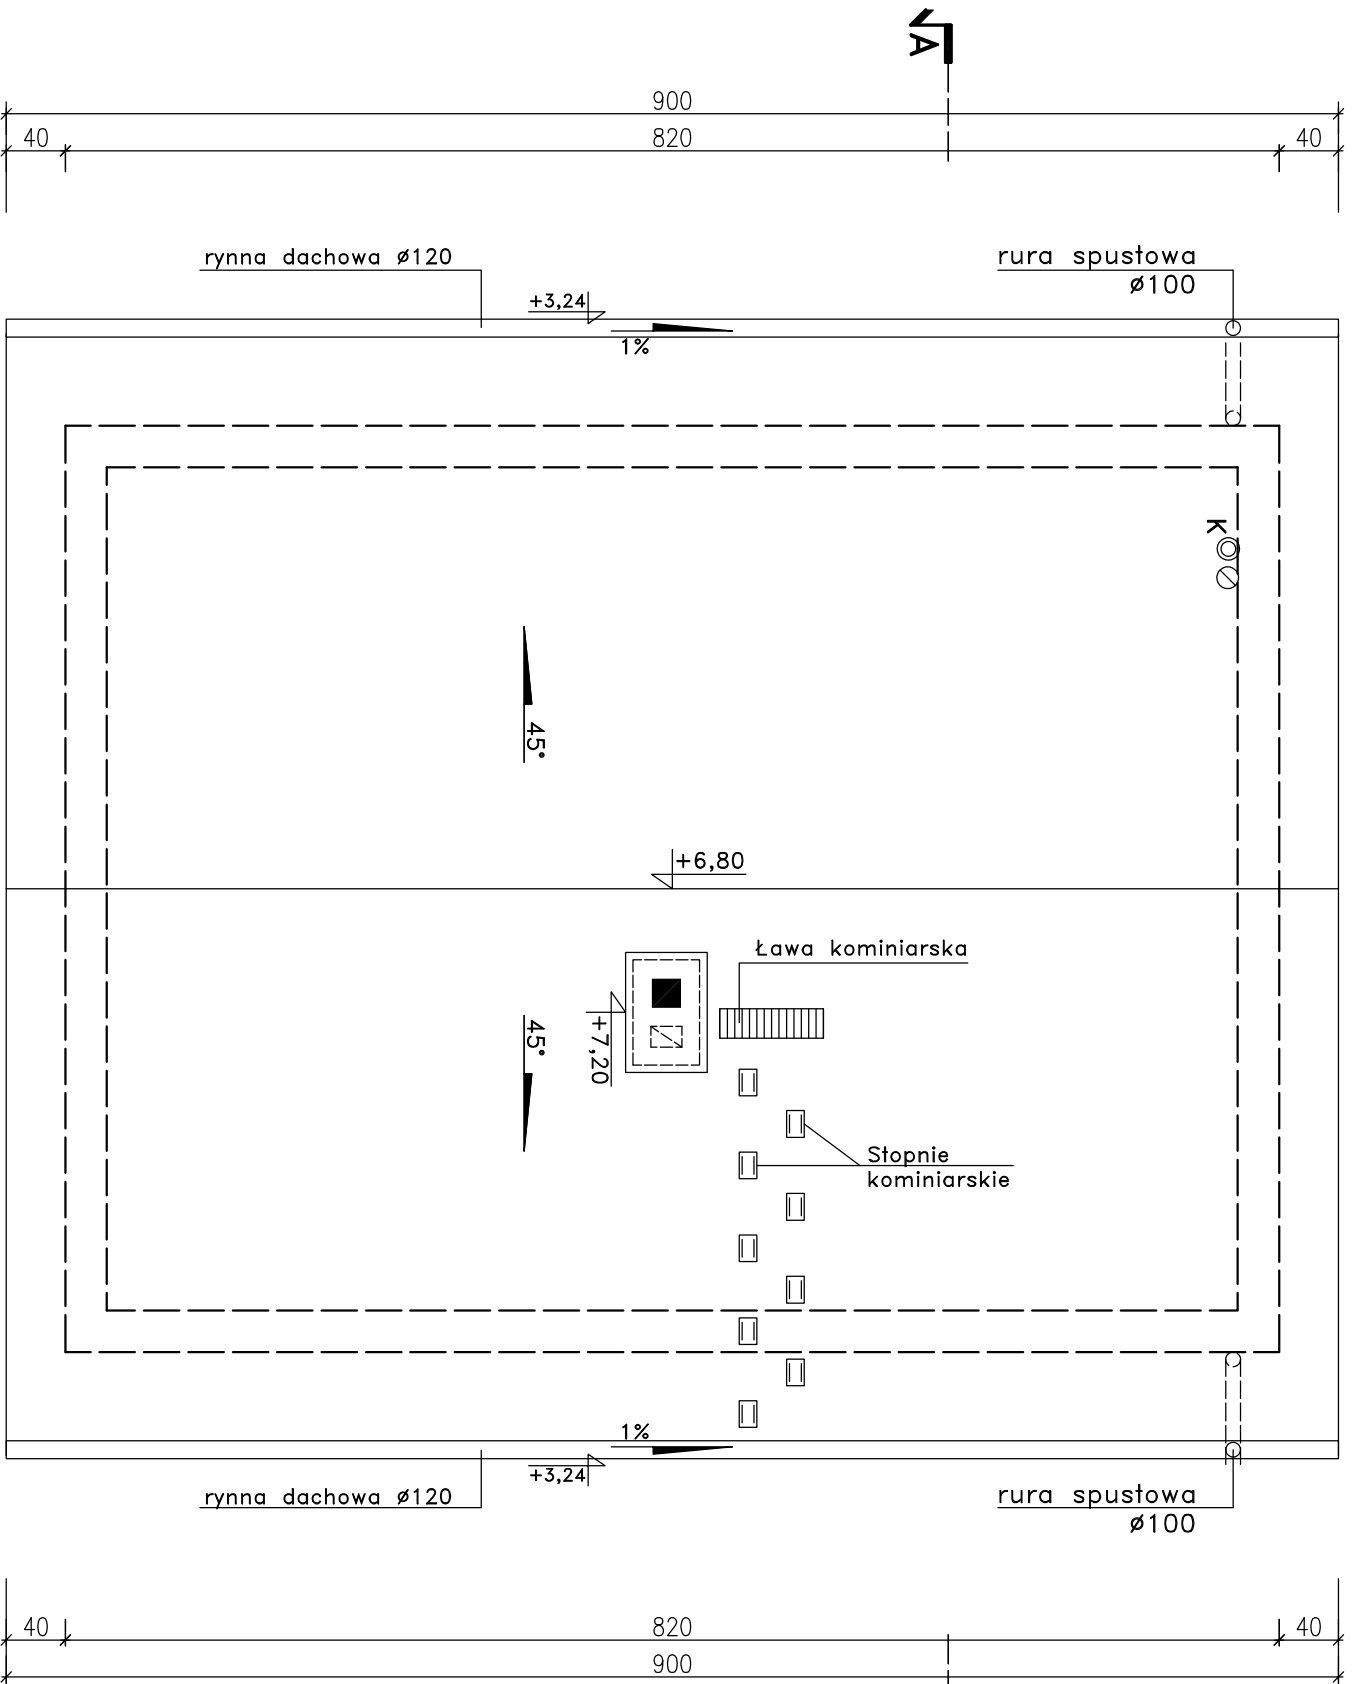 A
900
40 820 40
rynna dachowa ø120
rura spustowa
ø100
+3,24
1%
K
45°
+6,80
Ława kominiarska
45°
+7,20
Stopnie
kominiarskie
1%
+3,24
rynna dachowa ø120
rura spustowa
ø100
40 820 40
900